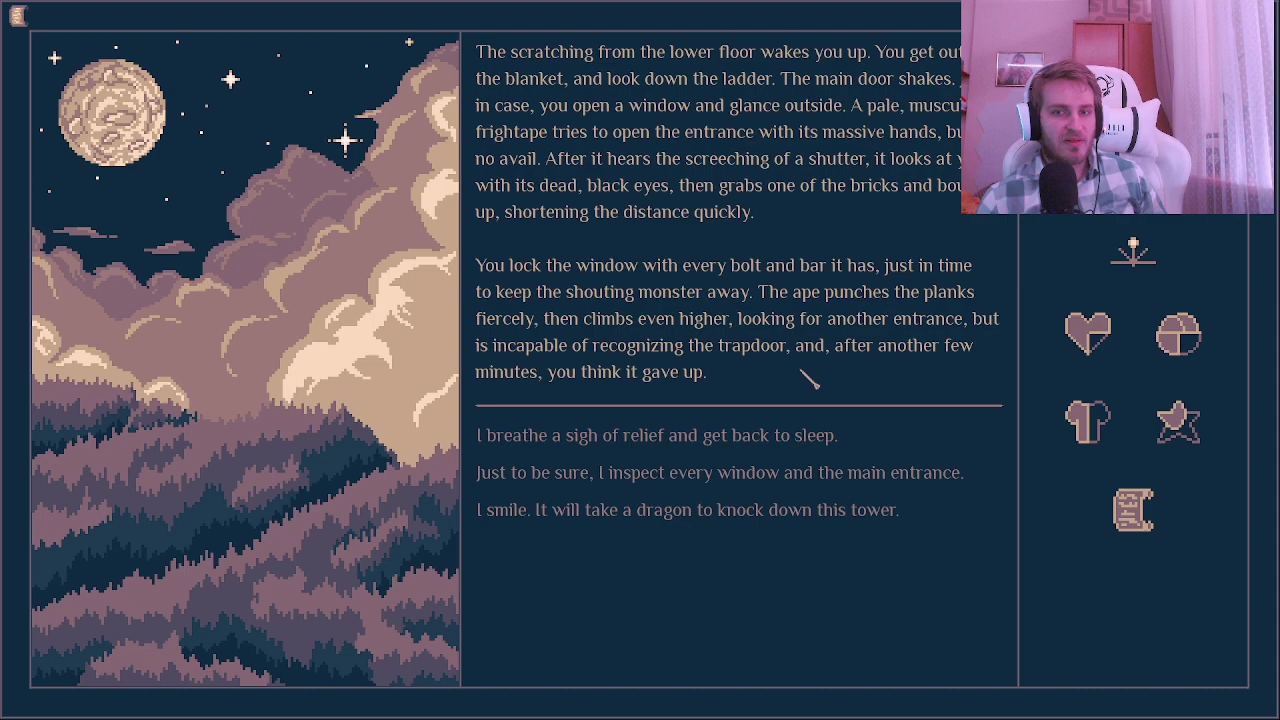 The scratching from the lower floor wakes you up. You get out
the blanket, and look down the ladder. The main door shakes.
in case, you open a window and glance outside. A pale,
frightape tries to open the entrance with its massive hands,
no avail. After it hears the screeching of a shutter, it looks at
with its dead, black eyes, then grabs one of the bricks and
up, shortening the distance quickly.
You lock the window with every bolt and bar it has, just in time
to keep the shouting monster away. The ape punches the planks
fiercely, then climbs even higher, looking for another entrance, but
is incapable of recognizing the trapdoor, and, after another few
minutes, you think it gave up.
I breathe a sigh of relief and get back to sleep.
Just to be sure, I inspect every window and the main entrance.
I smile. It will take a dragon to knock down this tower.